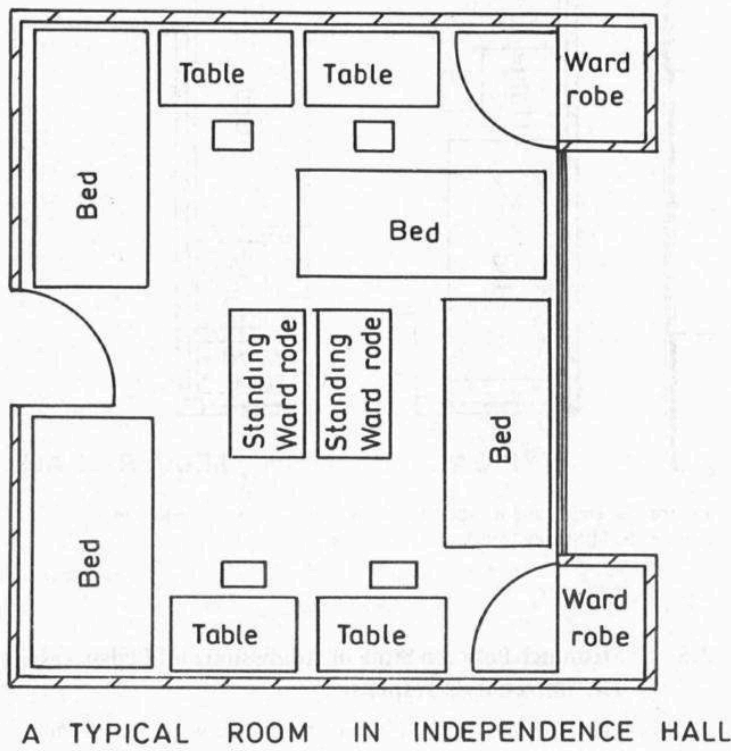 Table
Table
Ward
robe
Bed
Bed
Standing
Ward rode
Standing
Ward rode
Bed
Bed
Table
Table
Ward
robe
A TYPICAL ROOM IN INDEPENDENCE HALL